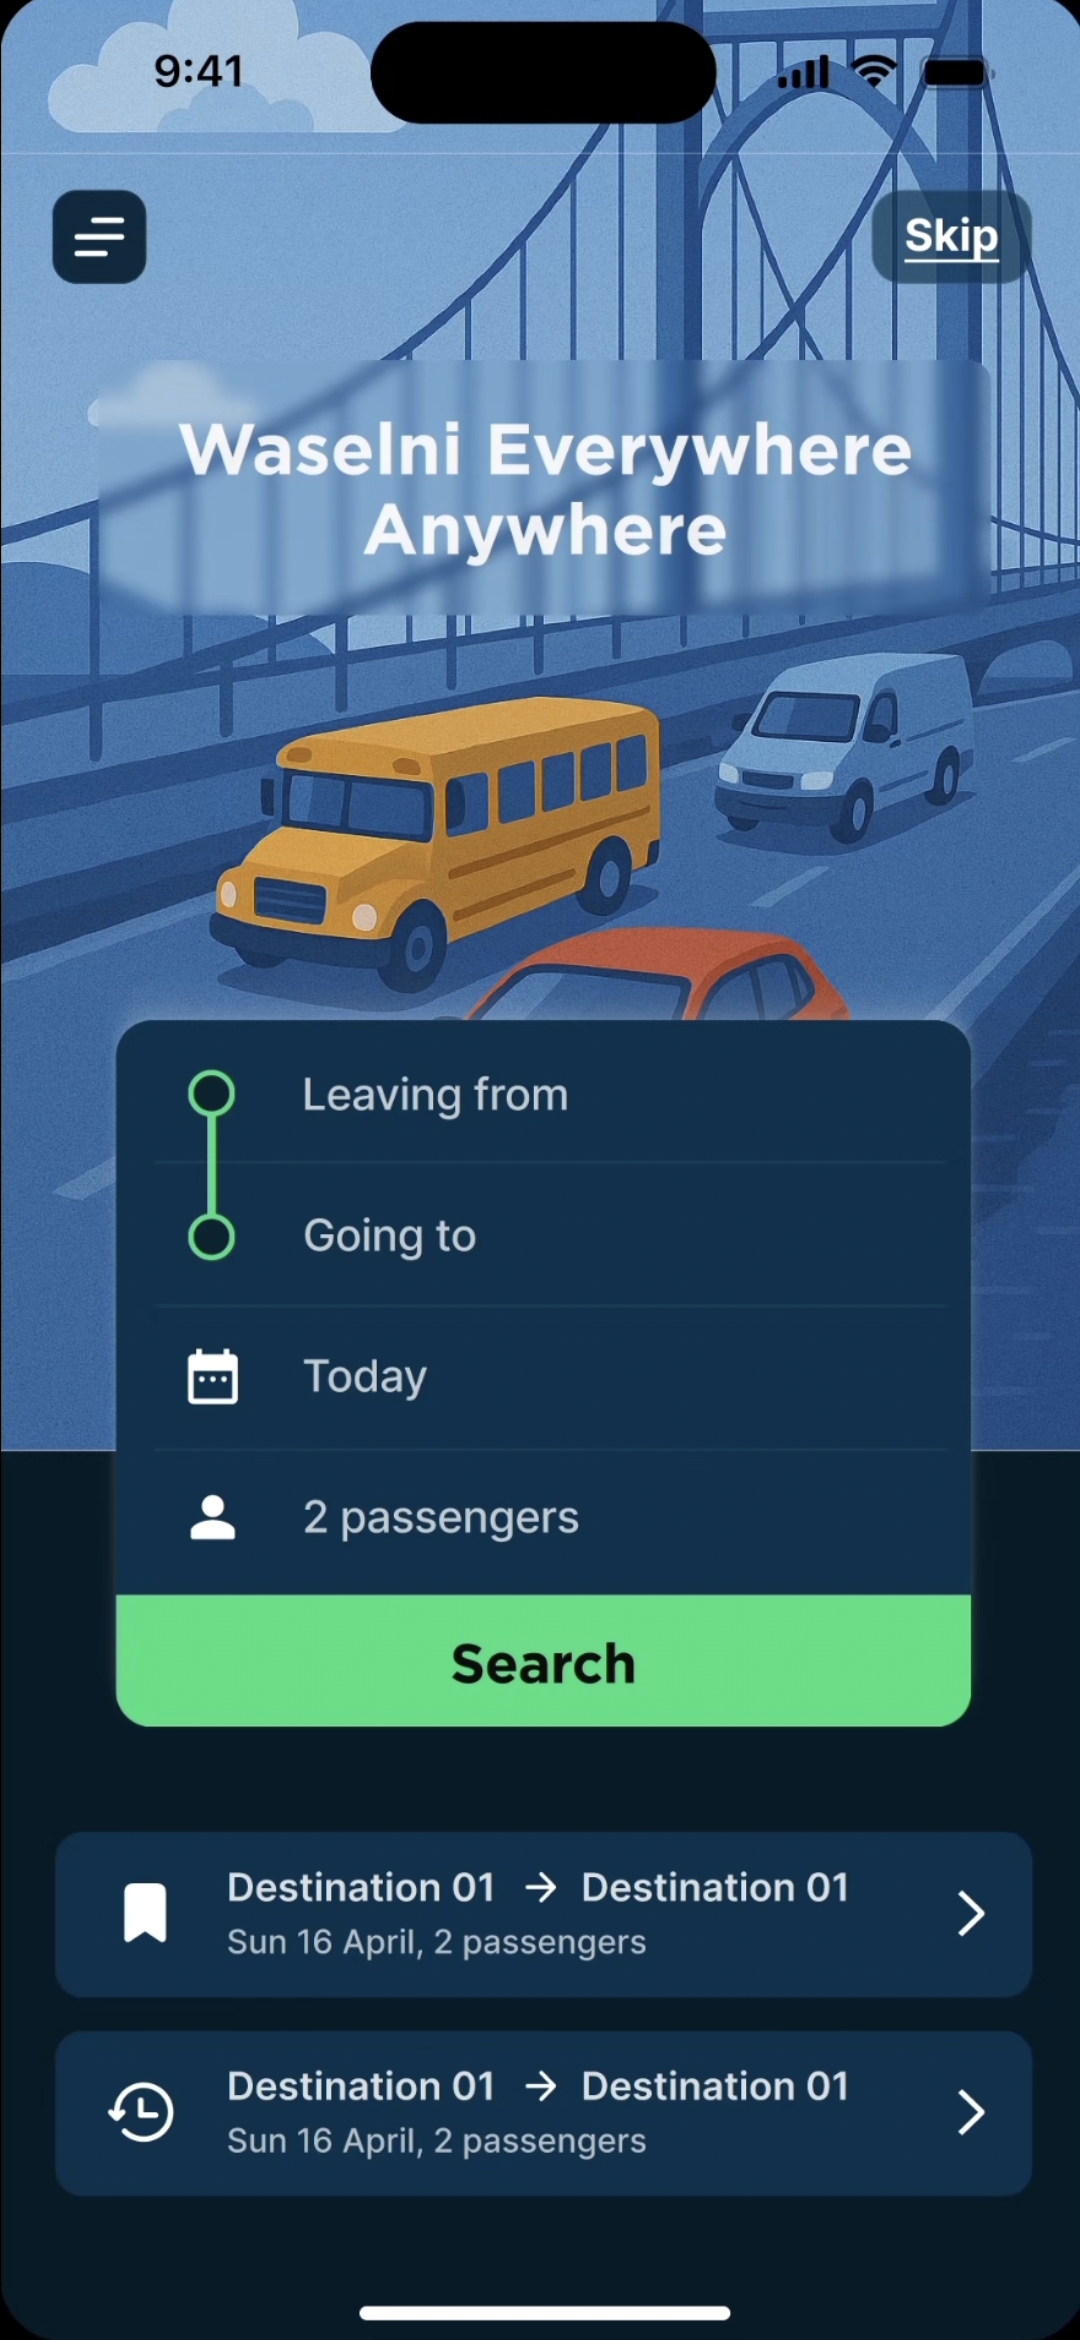 9:41
Skip
Waselni Everywhere
Anywhere
Leaving from
Going to
Today
2 passengers
Search
Destination 01 → Destination 01
Sun 16 April, 2 passengers
Destination 01 → Destination 01
Sun 16 April, 2 passengers